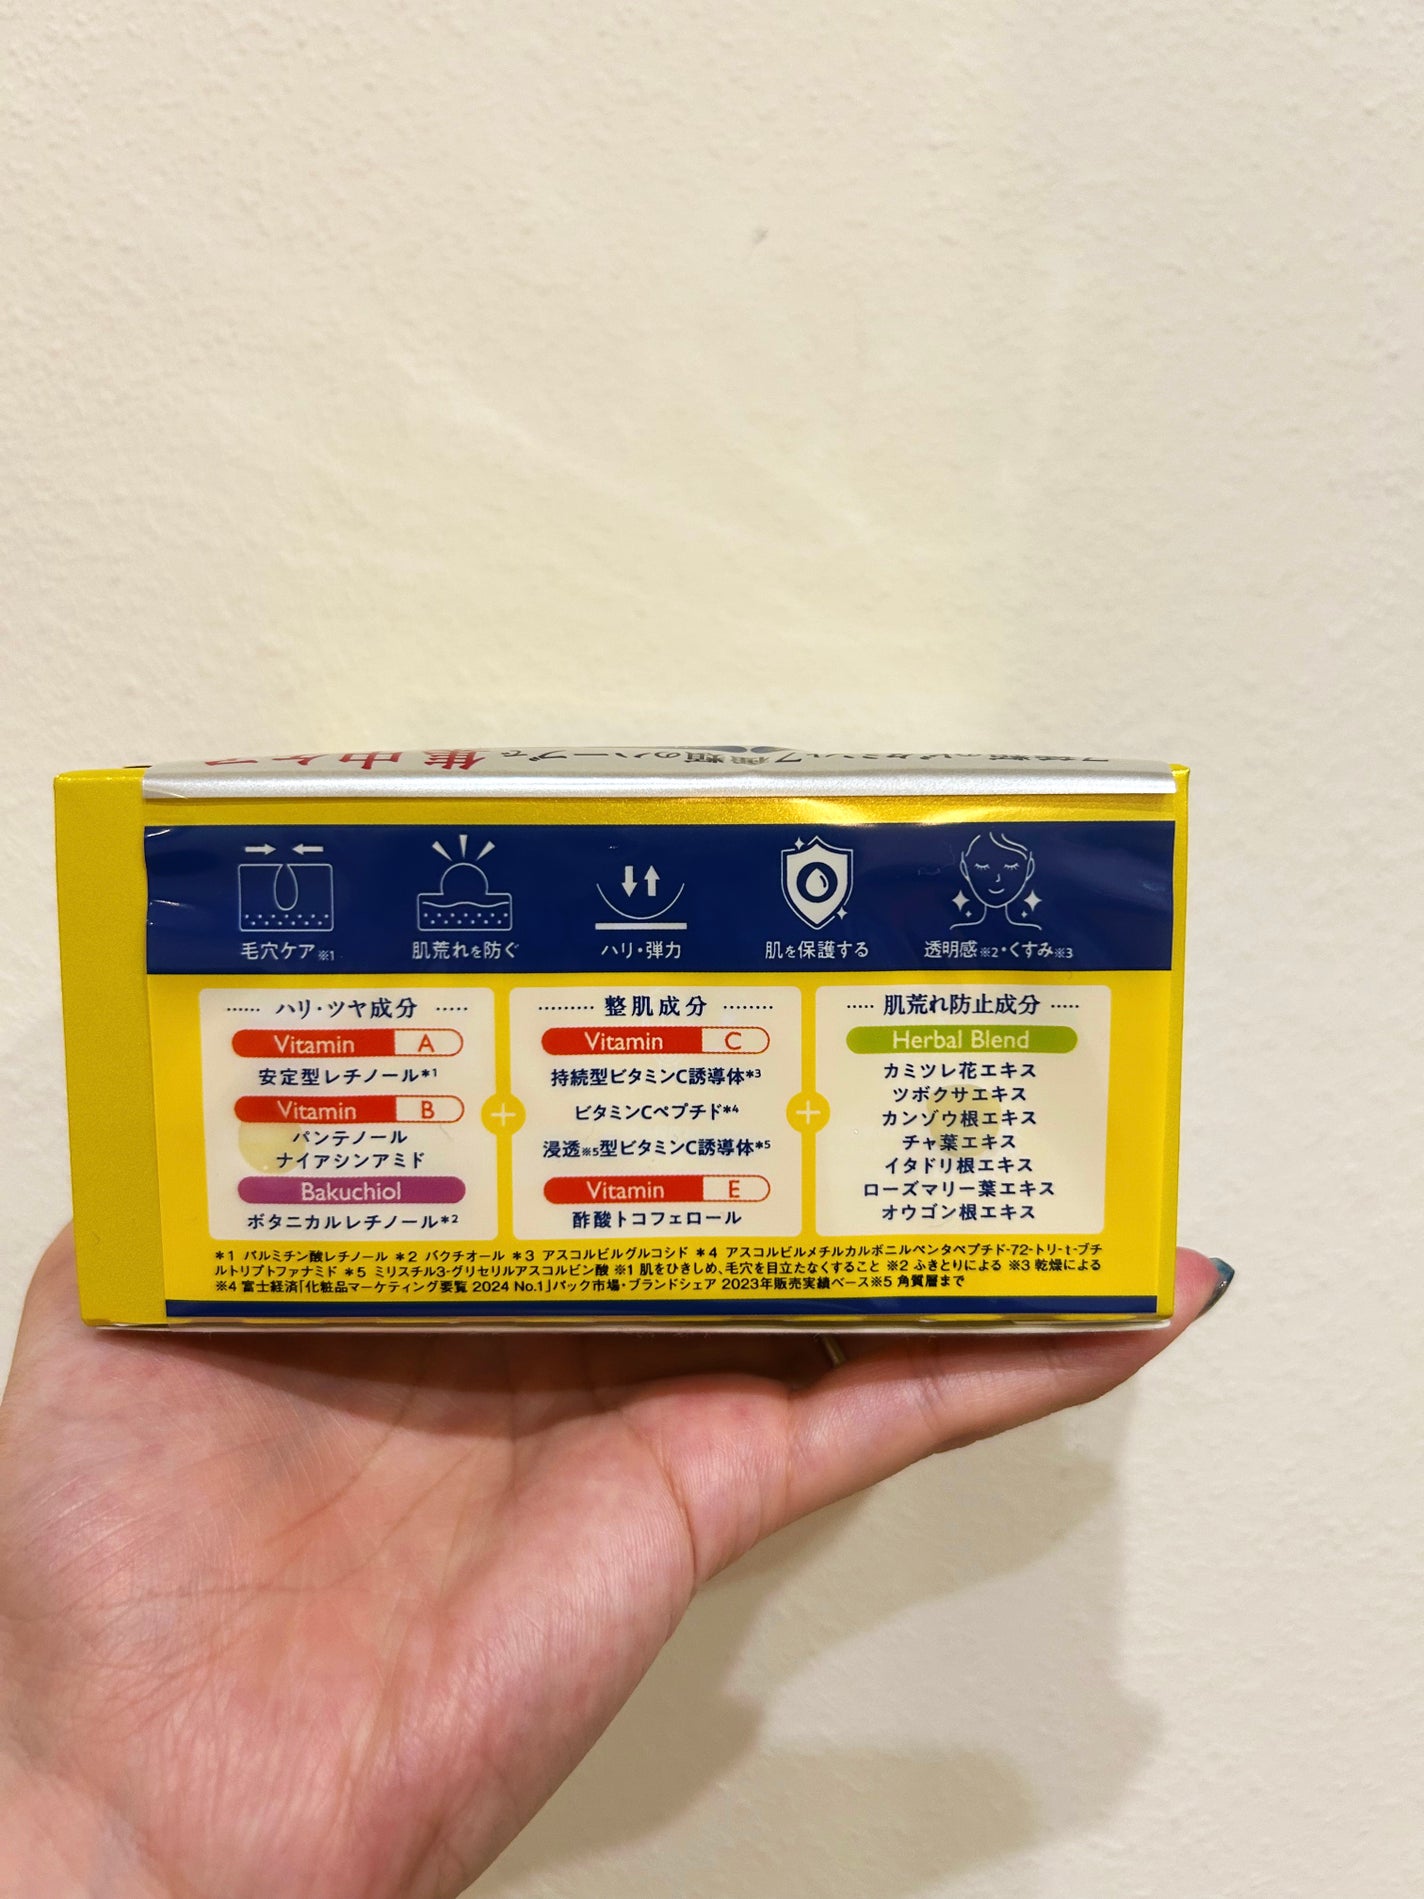 集中ケア
毛穴ケア※1
肌荒れを防ぐ
ハリ・弾力
肌を保護する
透明感※2・くすみ※3
ハリ・ツヤ成分
Vitamin A
安定型レチノール*1
Vitamin B
パンテノール
ナイアシンアミド
Bakuchiol
ボタニカルレチノール*2
+
整肌成分
Vitamin C
持続型ビタミンC誘導体*3
ビタミンCペプチド*4
浸透※5型ビタミンC誘導体*5
Vitamin E
酢酸トコフェロール
+
肌荒れ防止成分
Herbal Blend
カミツレ花エキス
ツボクサエキス
カンゾウ根エキス
チャ葉エキス
イタドリ根エキス
ローズマリー葉エキス
オウゴン根エキス
*1 パルミチン酸レチノール *2 バクチオール *3 アスコルビルグルコシド *4 アスコルビルメチルカルボニルペンタペプチド-72-トリ-t-ブチ
ルトリプトファナミド *5 ミリスチル3-グリセリルアスコルビン酸 ※1 肌をひきしめ、毛穴を目立たなくすること ※2 ふきとりによる ※3 乾燥による
※4 富士経済「化粧品マーケティング要覧 2024 No.1」パック市場・ブランドシェア 2023年販売実績ベース※5 角質層まで